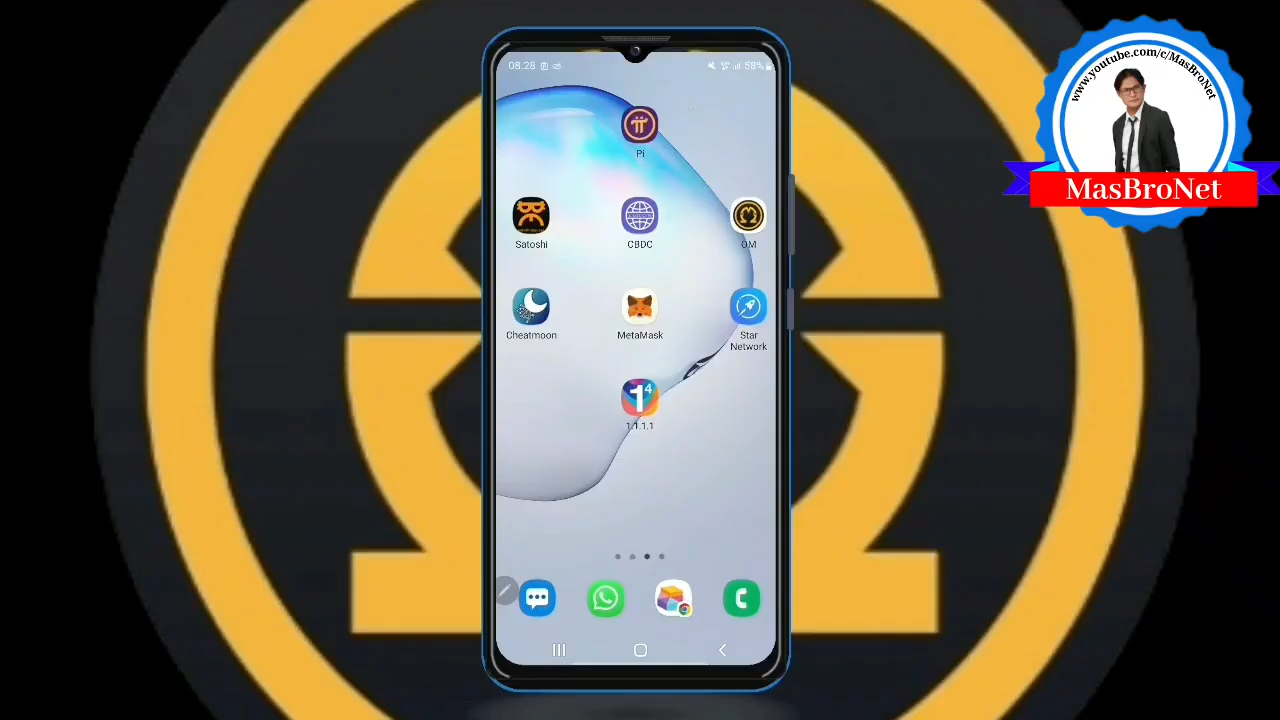 08.28
58%
Pi
Satoshi
CBDC
OM
Cheatmoon
MetaMask
Star
Network
1⁴
1.1.1.1
www.youtube.com/c/MasBroNet
MasBroNet